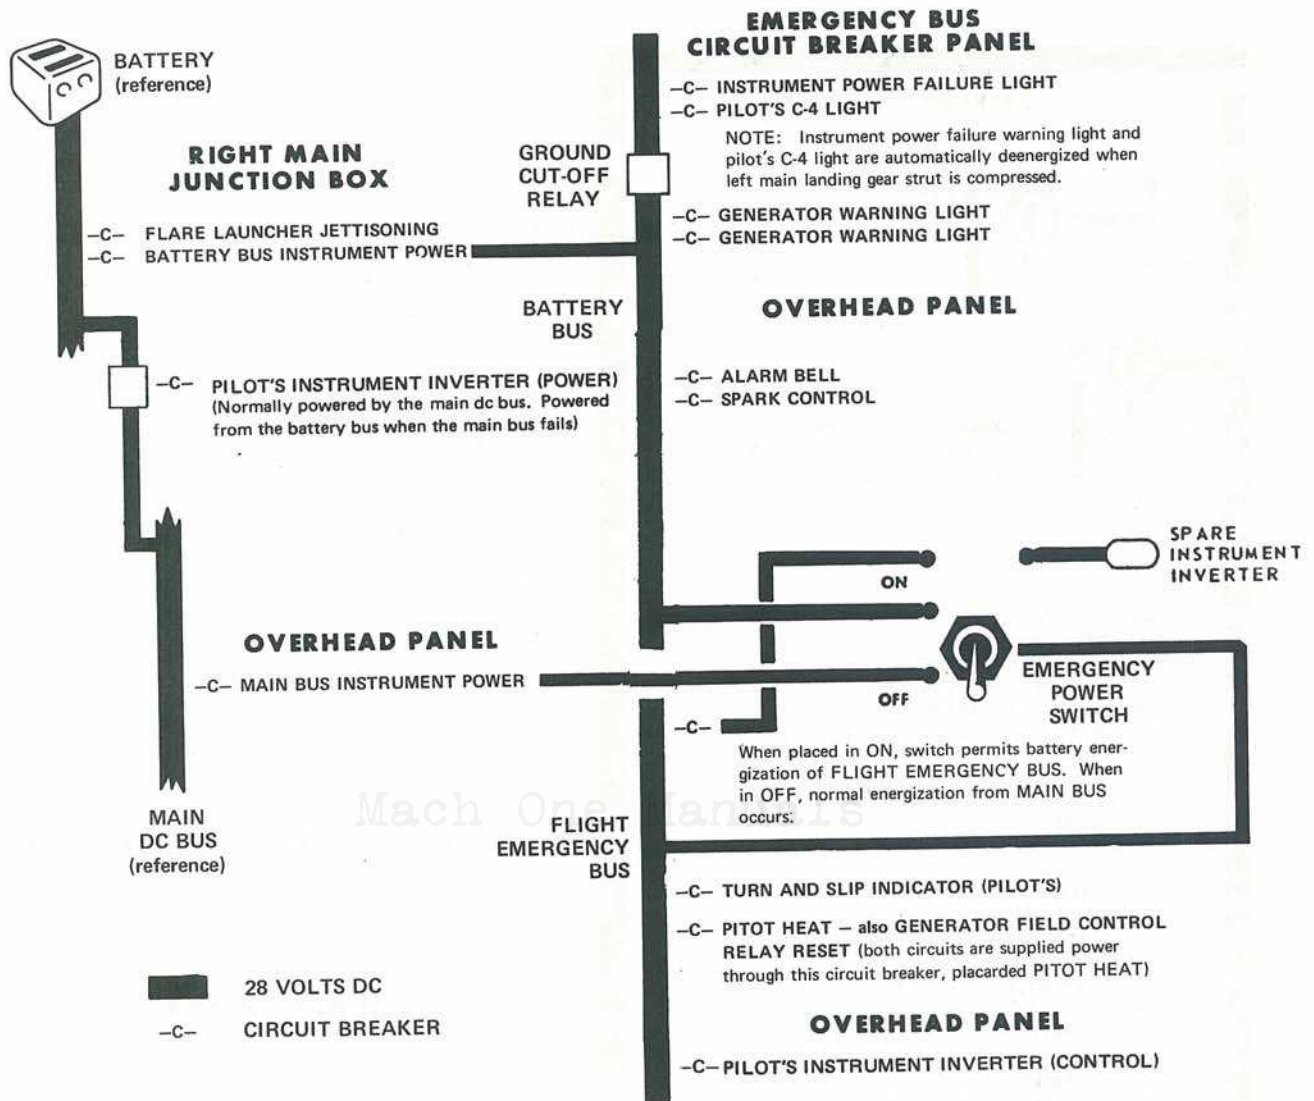 EMERGENCY BUS
CIRCUIT BREAKER PANEL
BATTERY
(reference)
–C– INSTRUMENT POWER FAILURE LIGHT
–C– PILOT'S C-4 LIGHT
NOTE: Instrument power failure warning light and
pilot's C-4 light are automatically deenergized when
left main landing gear strut is compressed.
RIGHT MAIN
JUNCTION BOX
GROUND
CUT-OFF
RELAY
–C– GENERATOR WARNING LIGHT
–C– GENERATOR WARNING LIGHT
–C– FLARE LAUNCHER JETTISONING
–C– BATTERY BUS INSTRUMENT POWER
BATTERY
BUS
OVERHEAD PANEL
–C– ALARM BELL
–C– SPARK CONTROL
–C– PILOT'S INSTRUMENT INVERTER (POWER)
(Normally powered by the main dc bus. Powered
from the battery bus when the main bus fails)
SPARE
INSTRUMENT
INVERTER
ON
OVERHEAD PANEL
–C– MAIN BUS INSTRUMENT POWER
OFF
EMERGENCY
POWER
SWITCH
–C–
When placed in ON, switch permits battery ener-
gization of FLIGHT EMERGENCY BUS. When
in OFF, normal energization from MAIN BUS
occurs.
Mach One Manuals
MAIN
DC BUS
(reference)
FLIGHT
EMERGENCY
BUS
–C– TURN AND SLIP INDICATOR (PILOT'S)
–C– PITOT HEAT – also GENERATOR FIELD CONTROL
RELAY RESET (both circuits are supplied power
through this circuit breaker, placarded PITOT HEAT)
28 VOLTS DC
–C– CIRCUIT BREAKER
OVERHEAD PANEL
–C– PILOT'S INSTRUMENT INVERTER (CONTROL)